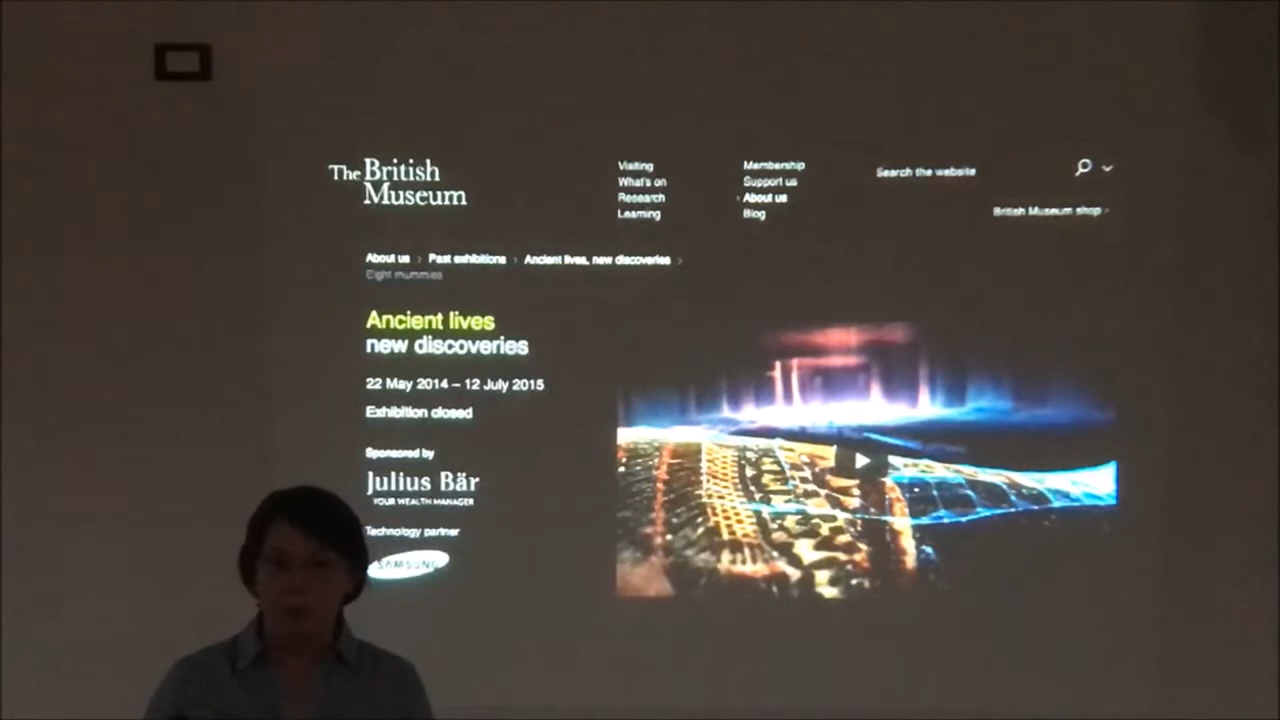 The British
Museum
Visiting
What's on
Research
Learning
Membership
Support us
› About us
Blog
Search the website
British Museum shop ›
About us › Past exhibitions › Ancient lives, new discoveries ›
Eight mummies
Ancient lives
new discoveries
22 May 2014 – 12 July 2015
Exhibition closed
Sponsored by
Julius Bär
YOUR WEALTH MANAGER
Technology partner
SAMSUNG